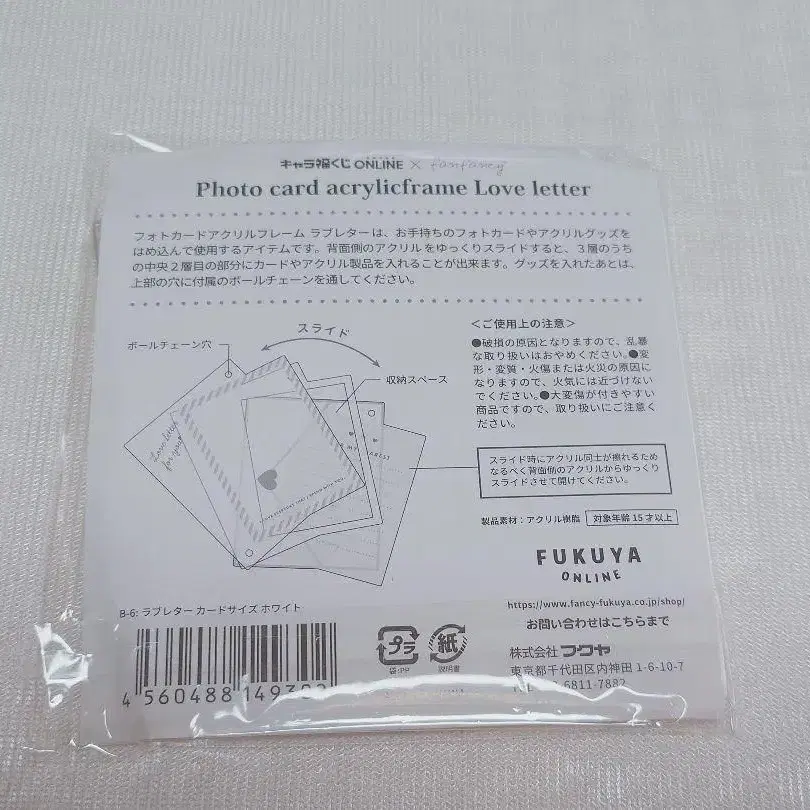 キャラ福くじ ONLINE × fanfancy
Photo card acrylicframe Love letter
フォトカードアクリルフレーム ラブレターは、お手持ちのフォトカードやアクリルグッズを
はめ込んで使用するアイテムです。背面側のアクリルをゆっくりスライドすると、3層のうち
の中央2層目の部分にカードやアクリル製品を入れることが出来ます。グッズを入れたあとは、
上部の穴に付属のボールチェーンを通してください。
スライド
ボールチェーン穴
収納スペース
Love letter
for you
<ご使用上の注意>
●破損の原因となりますので、乱暴
な取り扱いはおやめください。●変
形・変質・火傷または火災の原因に
なりますので、火気には近づけない
でください。●大変傷が付きやすい
商品ですので、取り扱いにご注意く
ださい。
スライド時にアクリル同士が擦れるため
なるべく背面側のアクリルからゆっくり
スライドさせて開けてください。
製品素材：アクリル樹脂 対象年齢15才以上
FUKUYA
ONLINE
B-6: ラブレター カードサイズ ホワイト
https://www.fancy-fukuya.co.jp/shop/
お問い合わせはこちらまで
プラ
袋:PP
紙
説明書
株式会社フクヤ
東京都千代田区内神田 1-6-10-7
6811-7882
4 560488